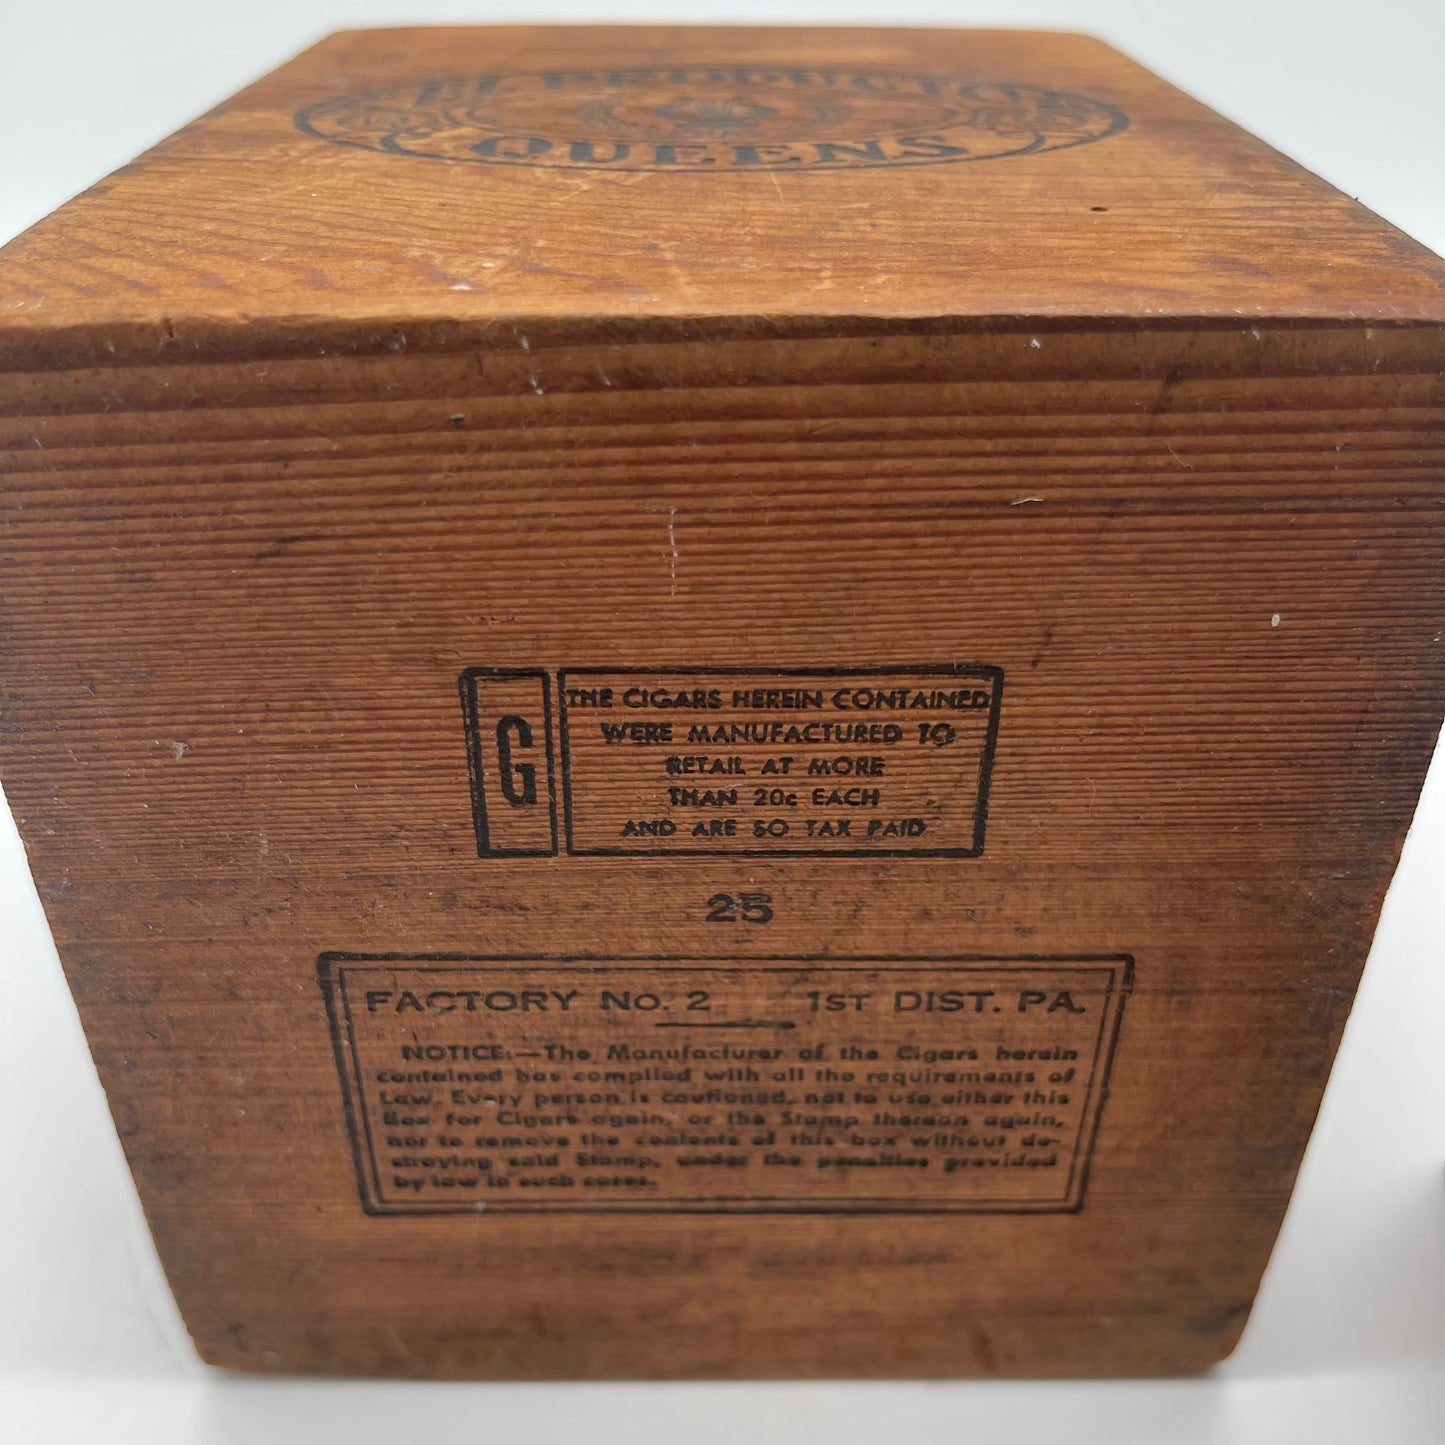 EL PRODUCTO
QUEENS
G
THE CIGARS HEREIN CONTAINED
WERE MANUFACTURED TO
RETAIL AT MORE
THAN 20c EACH
AND ARE SO TAX PAID
25
FACTORY No. 2 1ST DIST. PA.
NOTICE:—The Manufacturer of the Cigars herein
contained has complied with all the requirements of
Law. Every person is cautioned, not to use either this
Box for Cigars again, or the Stamp thereon again,
nor to remove the contents of this box without de-
stroying said Stamp, under the penalties provided
by law in such cases.